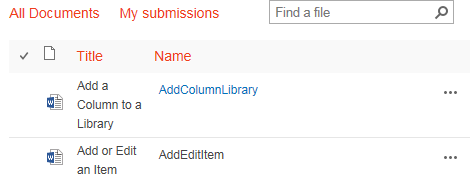 All Documents My submissions Find a file
Title Name
Add a
Column to a
Library
AddColumnLibrary
Add or Edit
an Item
AddEditItem